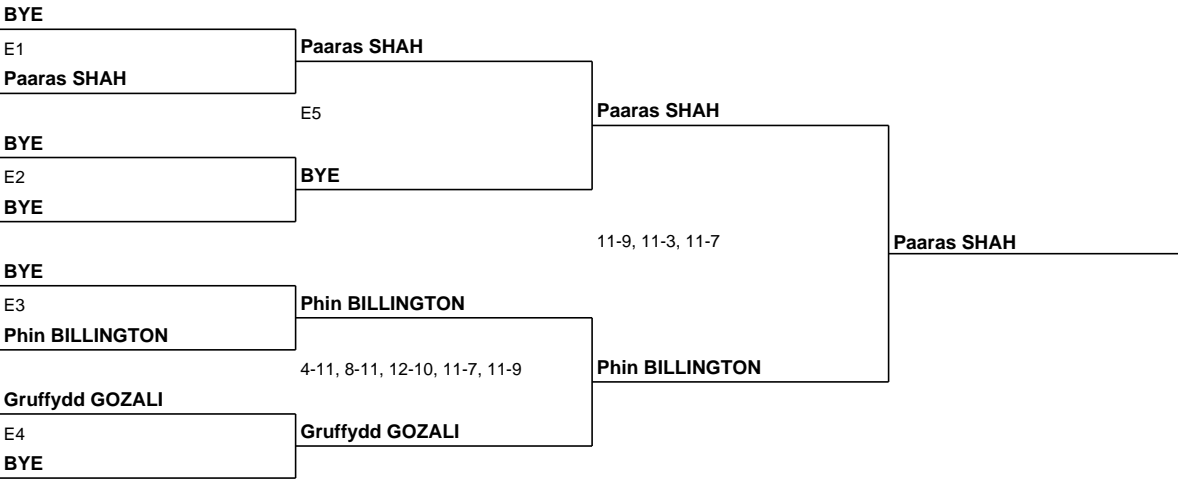 BYE
E1
Paaras SHAH
BYE
E2
BYE
BYE
E3
Phin BILLINGTON
Gruffydd GOZALI
E4
BYE
Paaras SHAH
E5
BYE
Phin BILLINGTON
4-11, 8-11, 12-10, 11-7, 11-9
Gruffydd GOZALI
Paaras SHAH
11-9, 11-3, 11-7
Phin BILLINGTON
Paaras SHAH